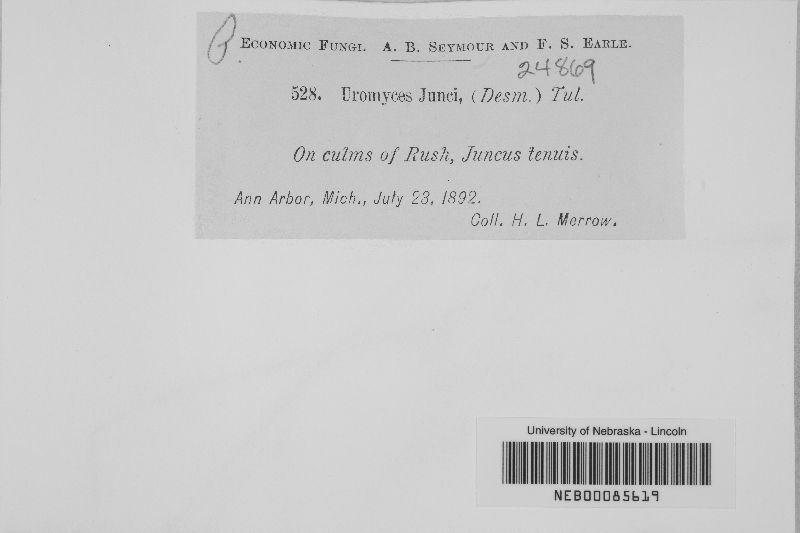 B
ECONOMIC FUNGI. A. B. SEYMOUR AND F. S. EARLE.
24869
528. Uromyces Junci, (Desm.) Tul.
On culms of Rush, Juncus tenuis.
Ann Arbor, Mich., July 23, 1892.
Coll. H. L. Merrow.
University of Nebraska - Lincoln
NEB00085619